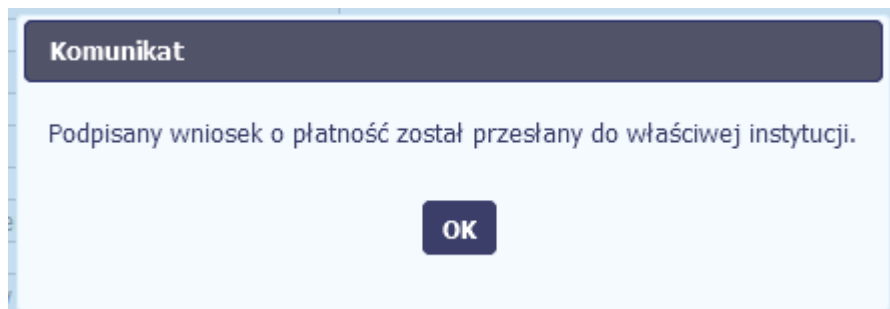 Komunikat
Podpisany wniosek o płatność został przesłany do właściwej instytucji.
OK